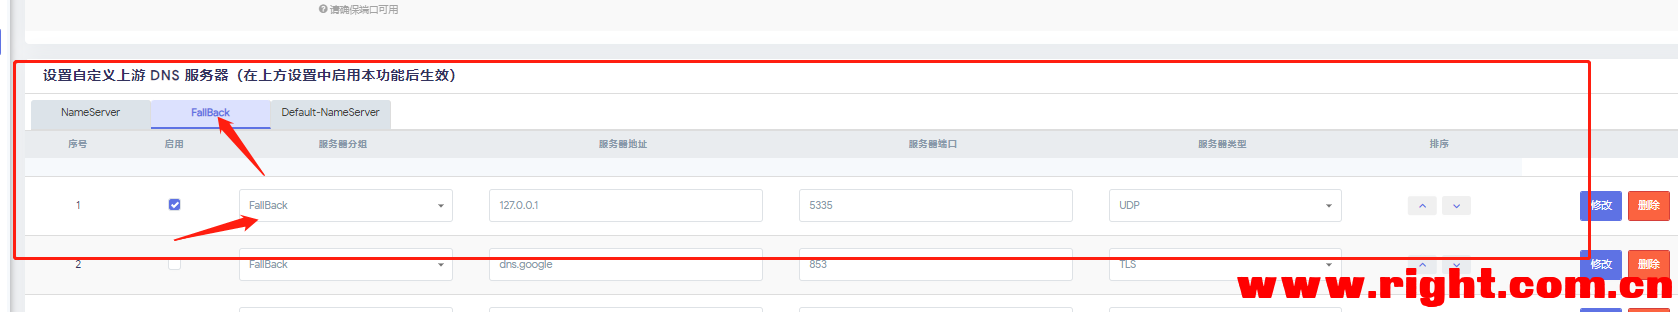 请确保端口可用
设置自定义上游 DNS 服务器（在上方设置中启用本功能后生效）
NameServer FallBack Default-NameServer
序号 启用 服务器分组 服务器地址 服务器端口 服务器类型 排序
1 FallBack 127.0.0.1 5335 UDP 修改 删除
2 FallBack dns.google 853 TLS 修改 删除
www.right.com.cn